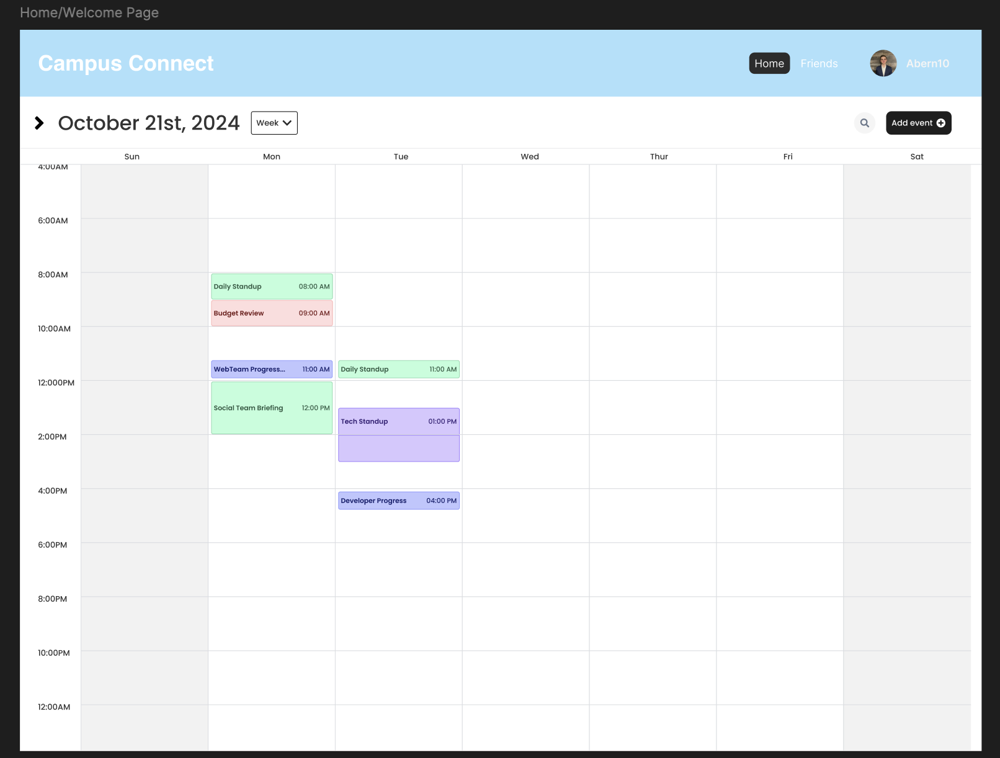 Home/Welcome Page
Campus Connect
Home Friends Abern10
October 21st, 2024 Week Add event
Sun Mon Tue Wed Thur Fri Sat
4:00AM
6:00AM
8:00AM
Daily Standup 08:00 AM
Budget Review 09:00 AM
10:00AM
WebTeam Progress... 11:00 AM Daily Standup 11:00 AM
12:000PM
Social Team Briefing 12:00 PM
Tech Standup 01:00 PM
2:00PM
4:00PM
Developer Progress 04:00 PM
6:00PM
8:00PM
10:00PM
12:00AM